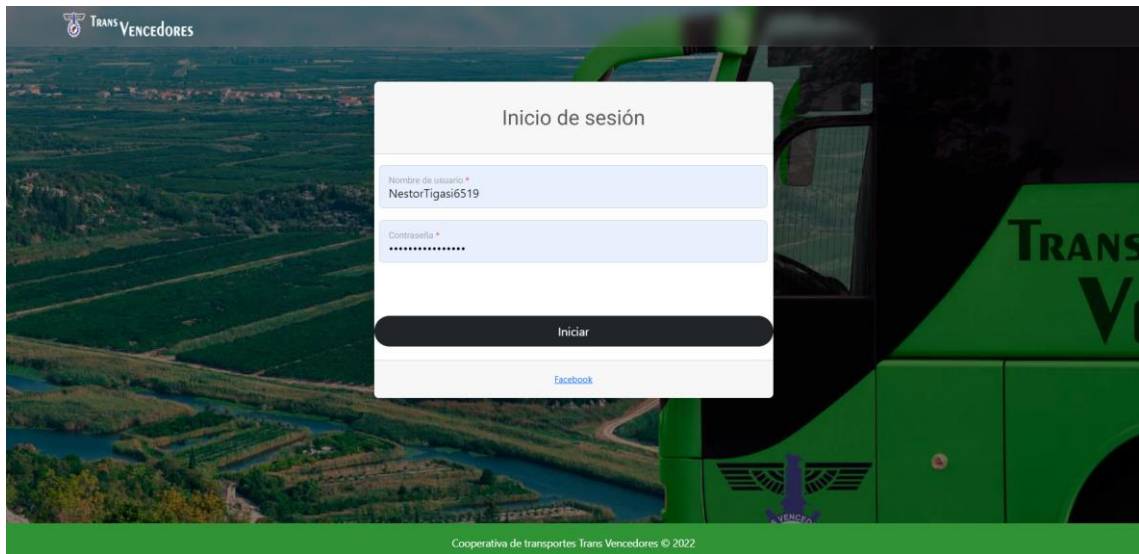 TRANS VENCEDORES
Inicio de sesión
Nombre de usuario *
NestorTigasi6519
Contraseña *
••••••••••••••••
Iniciar
Facebook
TRANS
V
VENCEDO
Cooperativa de transportes Trans Vencedores © 2022